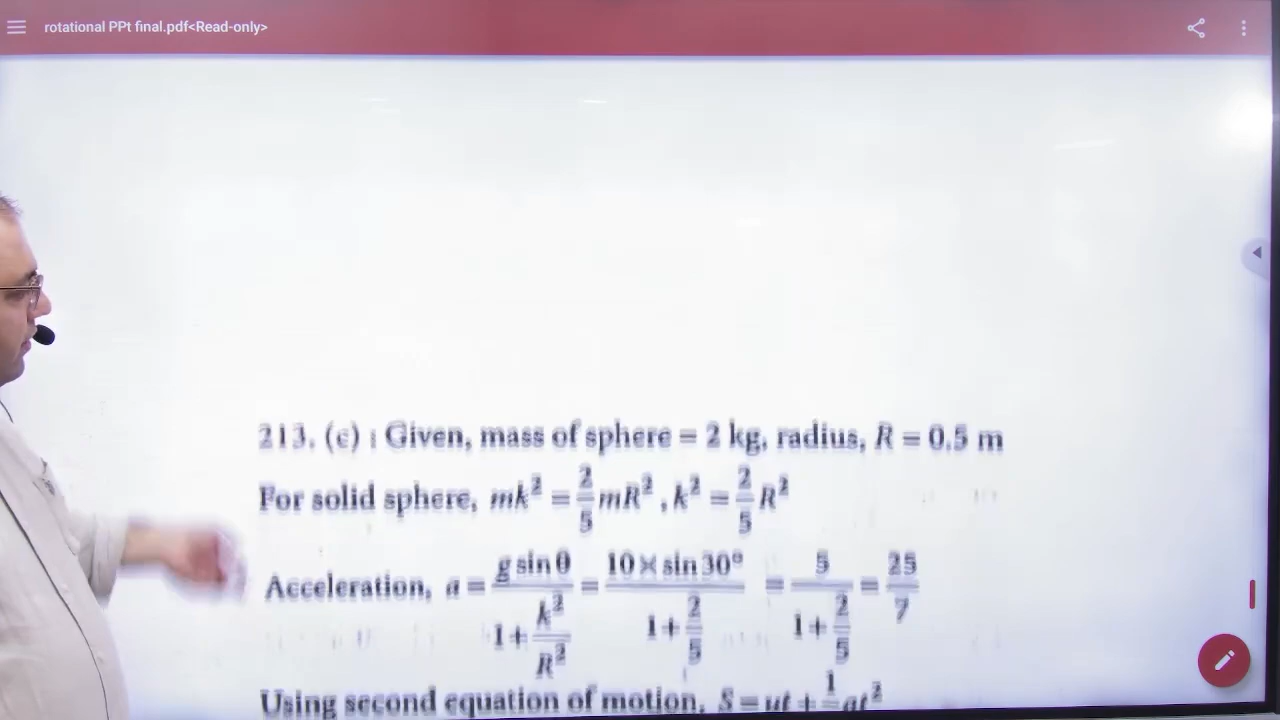 rotational PPt final.pdf<Read-only>
213. (c) : Given, mass of sphere = 2 kg, radius, R = 0.5 m
For solid sphere, mk² = 2/5 mR² , k² = 2/5 R²
Acceleration, a = g sin θ / (1 + k²/R²) = 10 × sin 30° / (1 + 2/5) = 5 / (1 + 2/5) = 25/7
Using second equation of motion, S = ut + 1/ at²